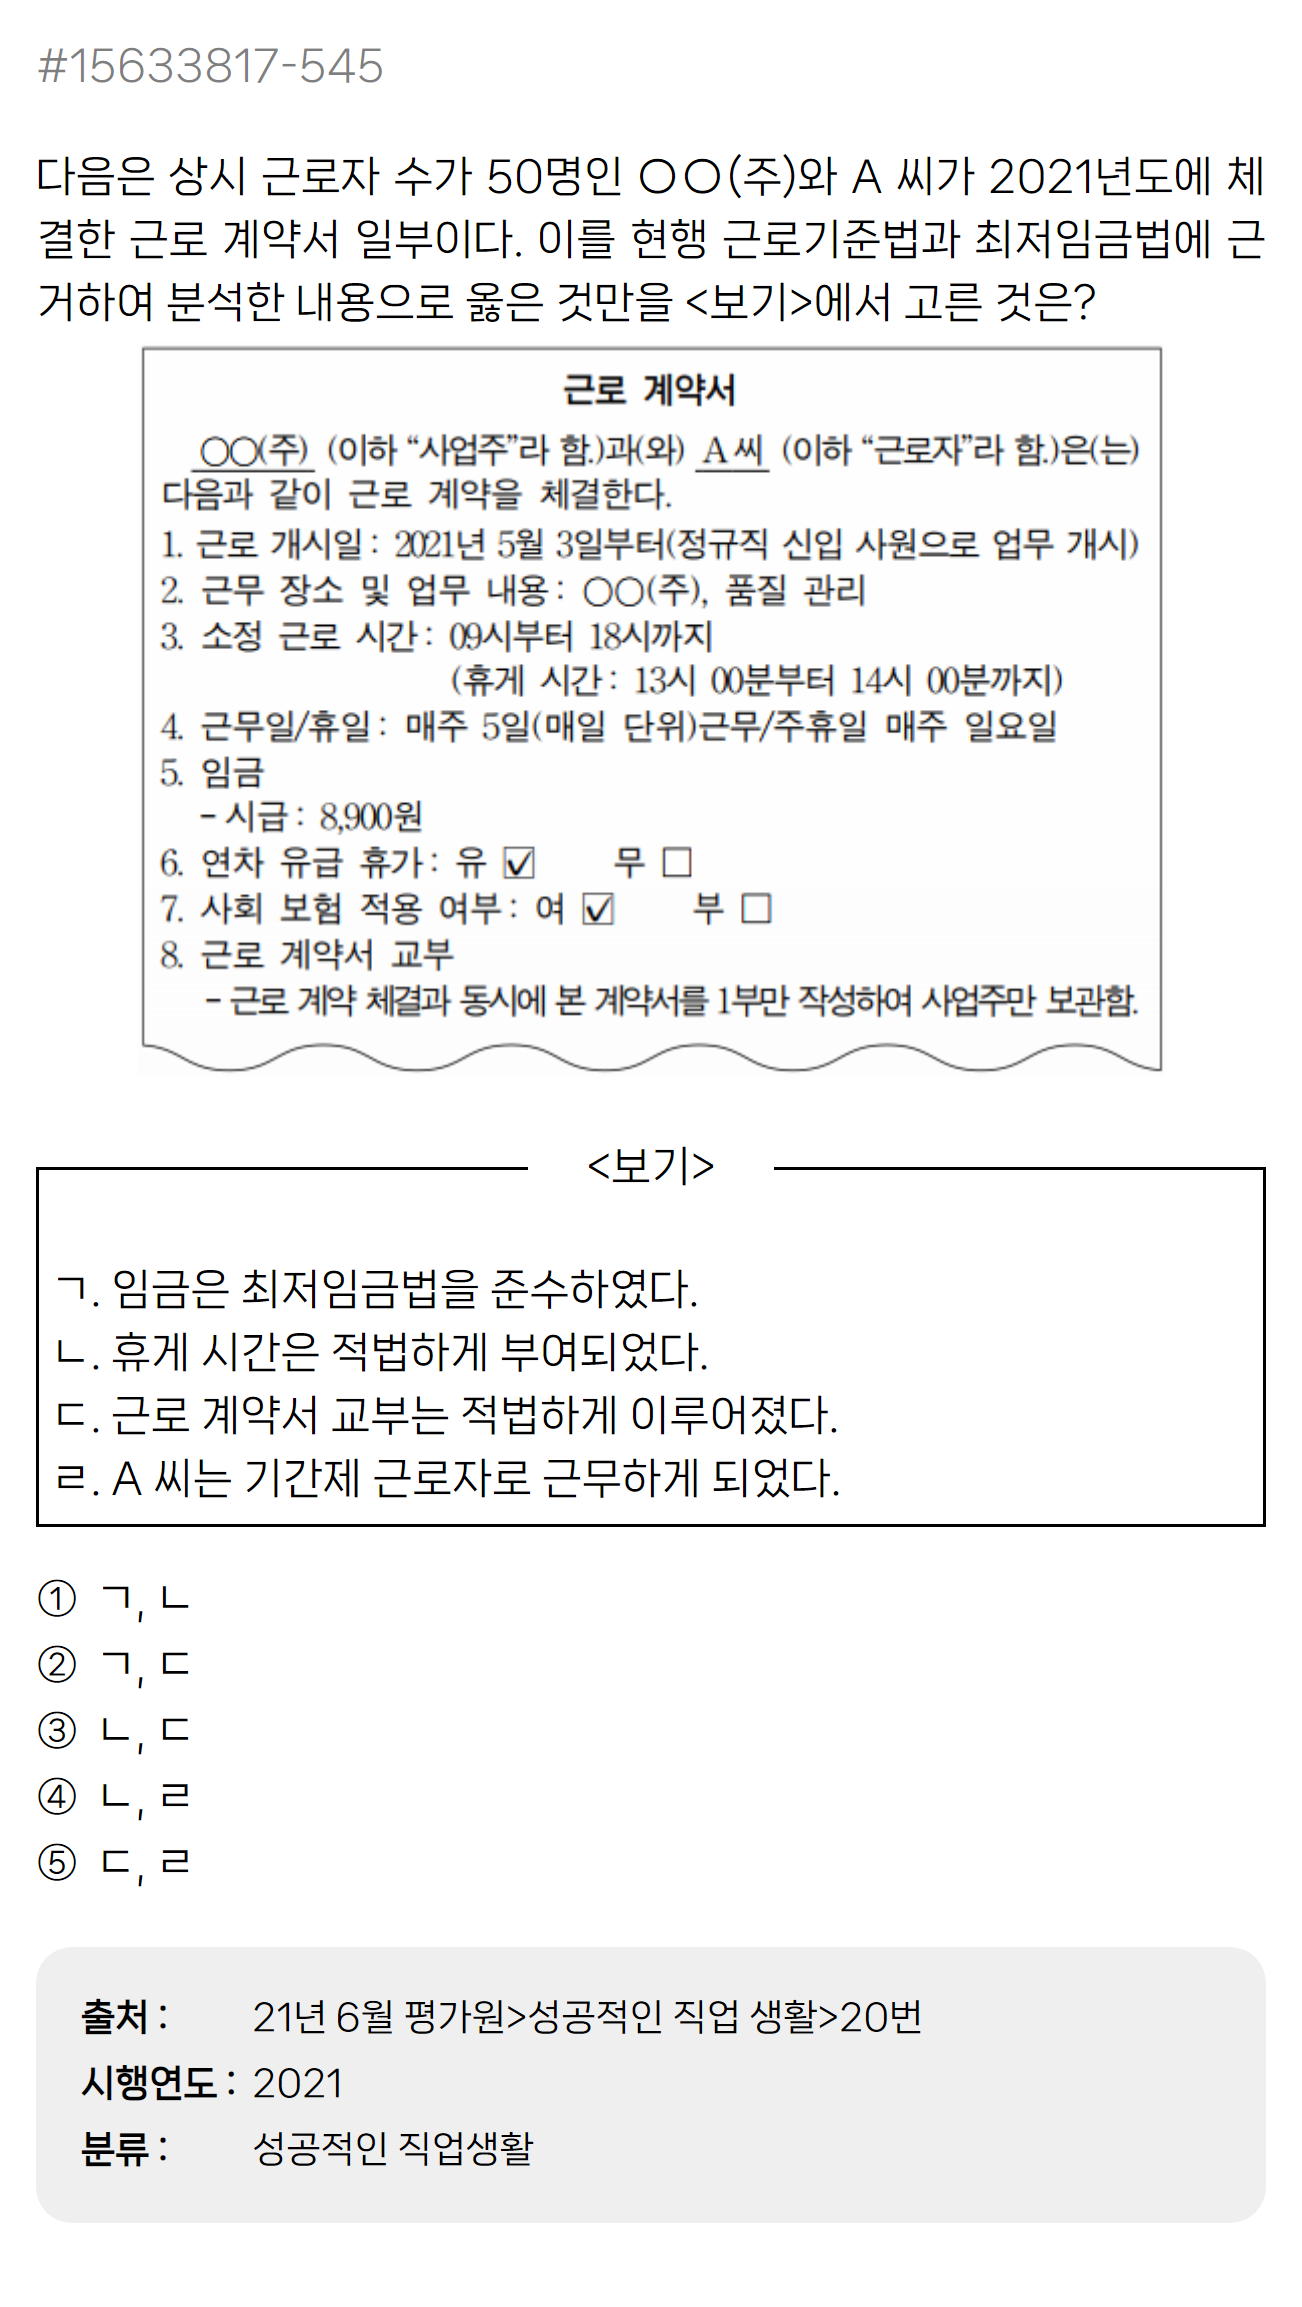 #15633817-545
다음은 상시 근로자 수가 50명인 ○○(주)와 A 씨가 2021년도에 체
결한 근로 계약서 일부이다. 이를 현행 근로기준법과 최저임금법에 근
거하여 분석한 내용으로 옳은 것만을 <보기>에서 고른 것은?
근로 계약서
○○(주) (이하 “사업주”라 함.)과(와) A 씨 (이하 “근로자”라 함.)은(는)
다음과 같이 근로 계약을 체결한다.
1. 근로 개시일 : 2021년 5월 3일부터(정규직 신입 사원으로 업무 개시)
2. 근무 장소 및 업무 내용 : ○○(주), 품질 관리
3. 소정 근로 시간 : 09시부터 18시까지
(휴게 시간 : 13시 00분부터 14시 00분까지)
4. 근무일/휴일 : 매주 5일(매일 단위)근무/주휴일 매주 일요일
5. 임금
- 시급 : 8,900원
6. 연차 유급 휴가 : 유 ☑ 무 □
7. 사회 보험 적용 여부 : 여 ☑ 부 □
8. 근로 계약서 교부
- 근로 계약 체결과 동시에 본 계약서를 1부만 작성하여 사업주만 보관함.
<보기>
ㄱ. 임금은 최저임금법을 준수하였다.
ㄴ. 휴게 시간은 적법하게 부여되었다.
ㄷ. 근로 계약서 교부는 적법하게 이루어졌다.
ㄹ. A 씨는 기간제 근로자로 근무하게 되었다.
① ㄱ, ㄴ
② ㄱ, ㄷ
③ ㄴ, ㄷ
④ ㄴ, ㄹ
⑤ ㄷ, ㄹ
출처 : 21년 6월 평가원>성공적인 직업 생활>20번
시행연도 : 2021
분류 : 성공적인 직업생활